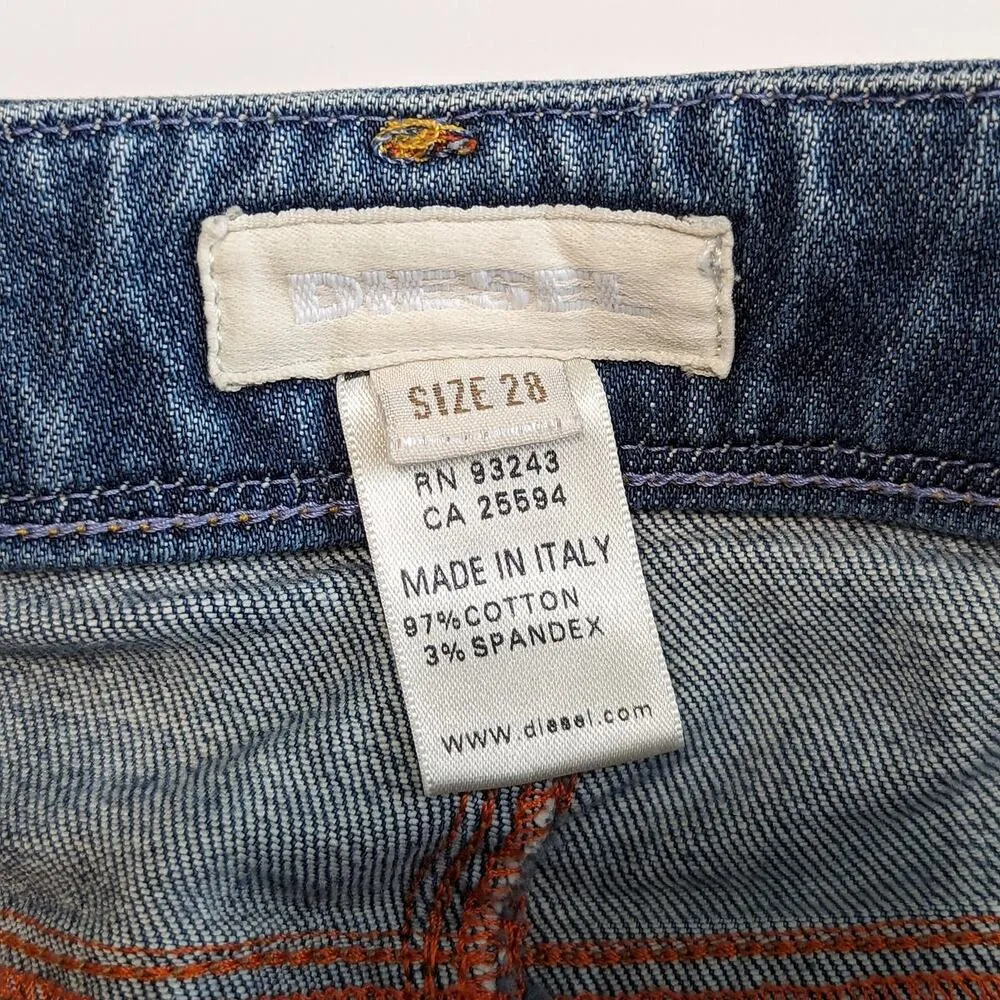 DIESEL
SIZE 28
RN 93243
CA 25594
MADE IN ITALY
97%COTTON
3% SPANDEX
www.diesel.com